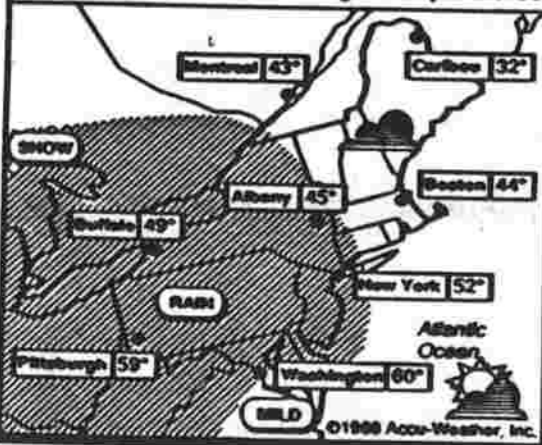 Montreal 43°
Caribou 32°
SNOW
Albany 45°
Boston 44°
Buffalo 49°
New York 52°
RAIN
Atlantic
Ocean
Pittsburgh 59°
Washington 60°
MILD
Accu-Weather, Inc.